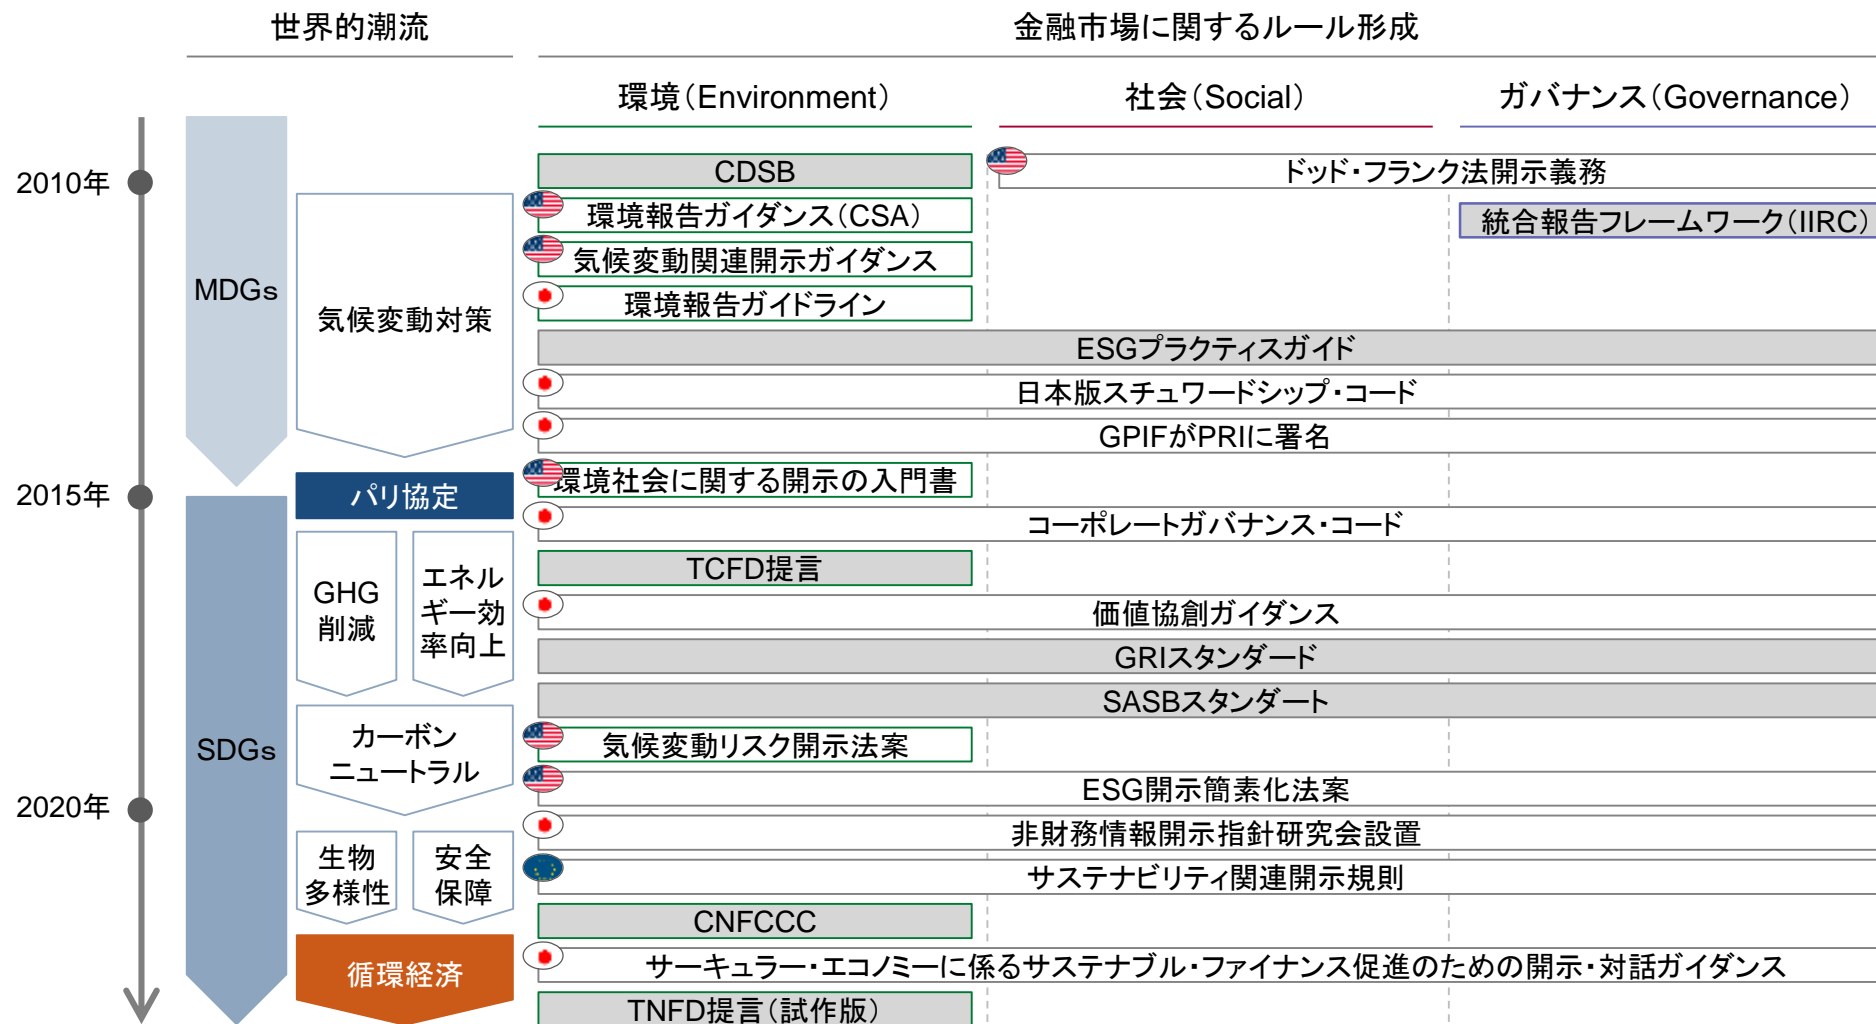 世界的潮流
金融市場に関するルール形成
環境(Environment)
社会(Social)
ガバナンス(Governance)
2010年
2015年
2020年
MDGs
SDGs
気候変動対策
パリ協定
GHG
削減
エネル
ギー効
率向上
カーボン
ニュートラル
生物
多様性
安全
保障
循環経済
CDSB
ドッド・フランク法開示義務
環境報告ガイダンス(CSA)
統合報告フレームワーク(IIRC)
気候変動関連開示ガイダンス
環境報告ガイドライン
ESGプラクティスガイド
日本版スチュワードシップ・コード
GPIFがPRIに署名
環境社会に関する開示の入門書
コーポレートガバナンス・コード
TCFD提言
価値協創ガイダンス
GRIスタンダード
SASBスタンダート
気候変動リスク開示法案
ESG開示簡素化法案
非財務情報開示指針研究会設置
サステナビリティ関連開示規則
CNFCCC
サーキュラー・エコノミーに係るサステナブル・ファイナンス促進のための開示・対話ガイダンス
TNFD提言(試作版)